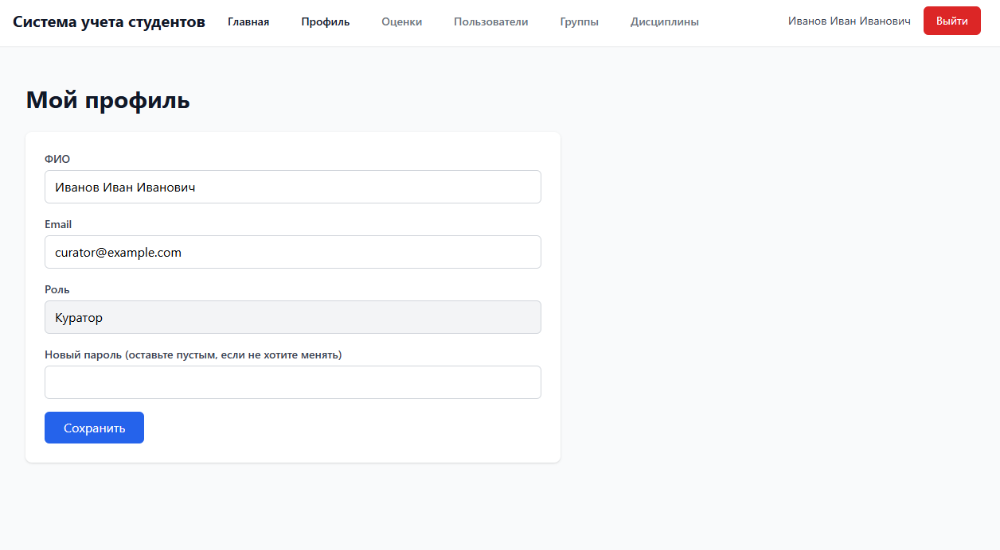 Система учета студентов Главная Профиль Оценки Пользователи Группы Дисциплины Иванов Иван Иванович Выйти
Мой профиль
ФИО
Иванов Иван Иванович
Email
curator@example.com
Роль
Куратор
Новый пароль (оставьте пустым, если не хотите менять)
Сохранить